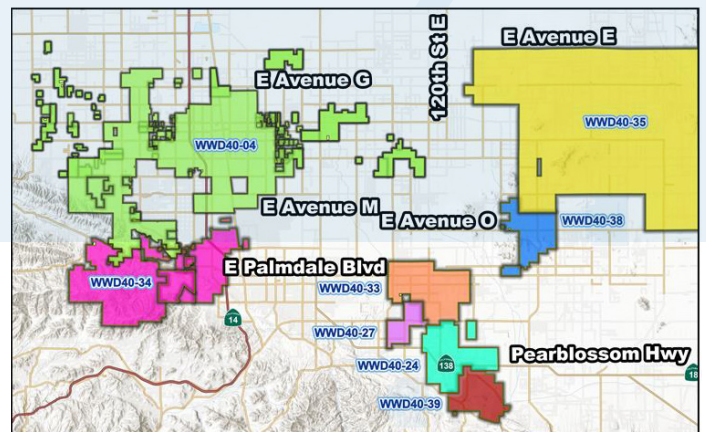 E Avenue E
E Avenue G
120th St E
WWD40-35
WWD40-04
E Avenue M
E Avenue O
WWD40-38
E Palmdale Blvd
WWD40-34
WWD40-33
14
WWD40-27
Pearblossom Hwy
WWD40-24
138
18
WWD40-39